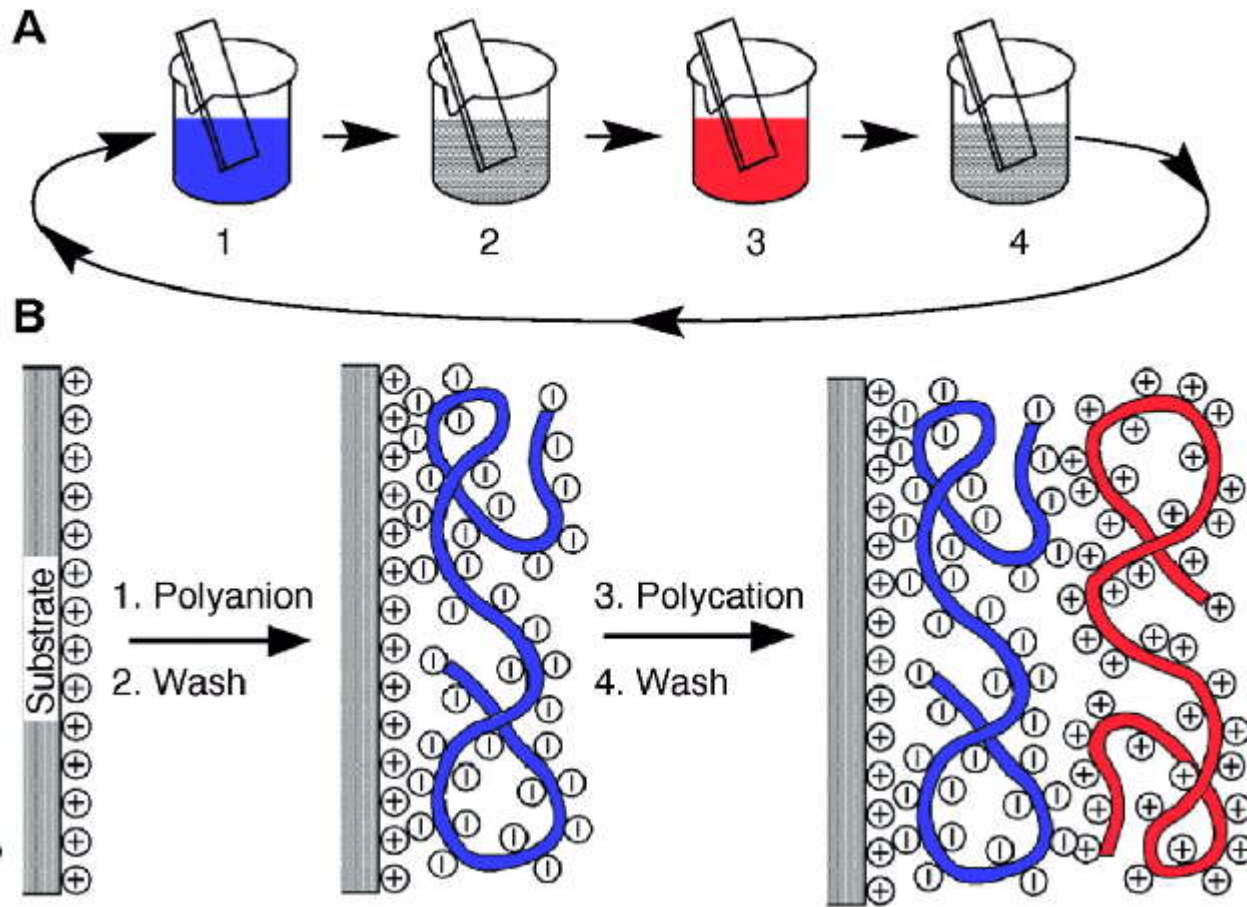 A
1 2 3 4
B
Substrate
1. Polyanion
2. Wash
3. Polycation
4. Wash